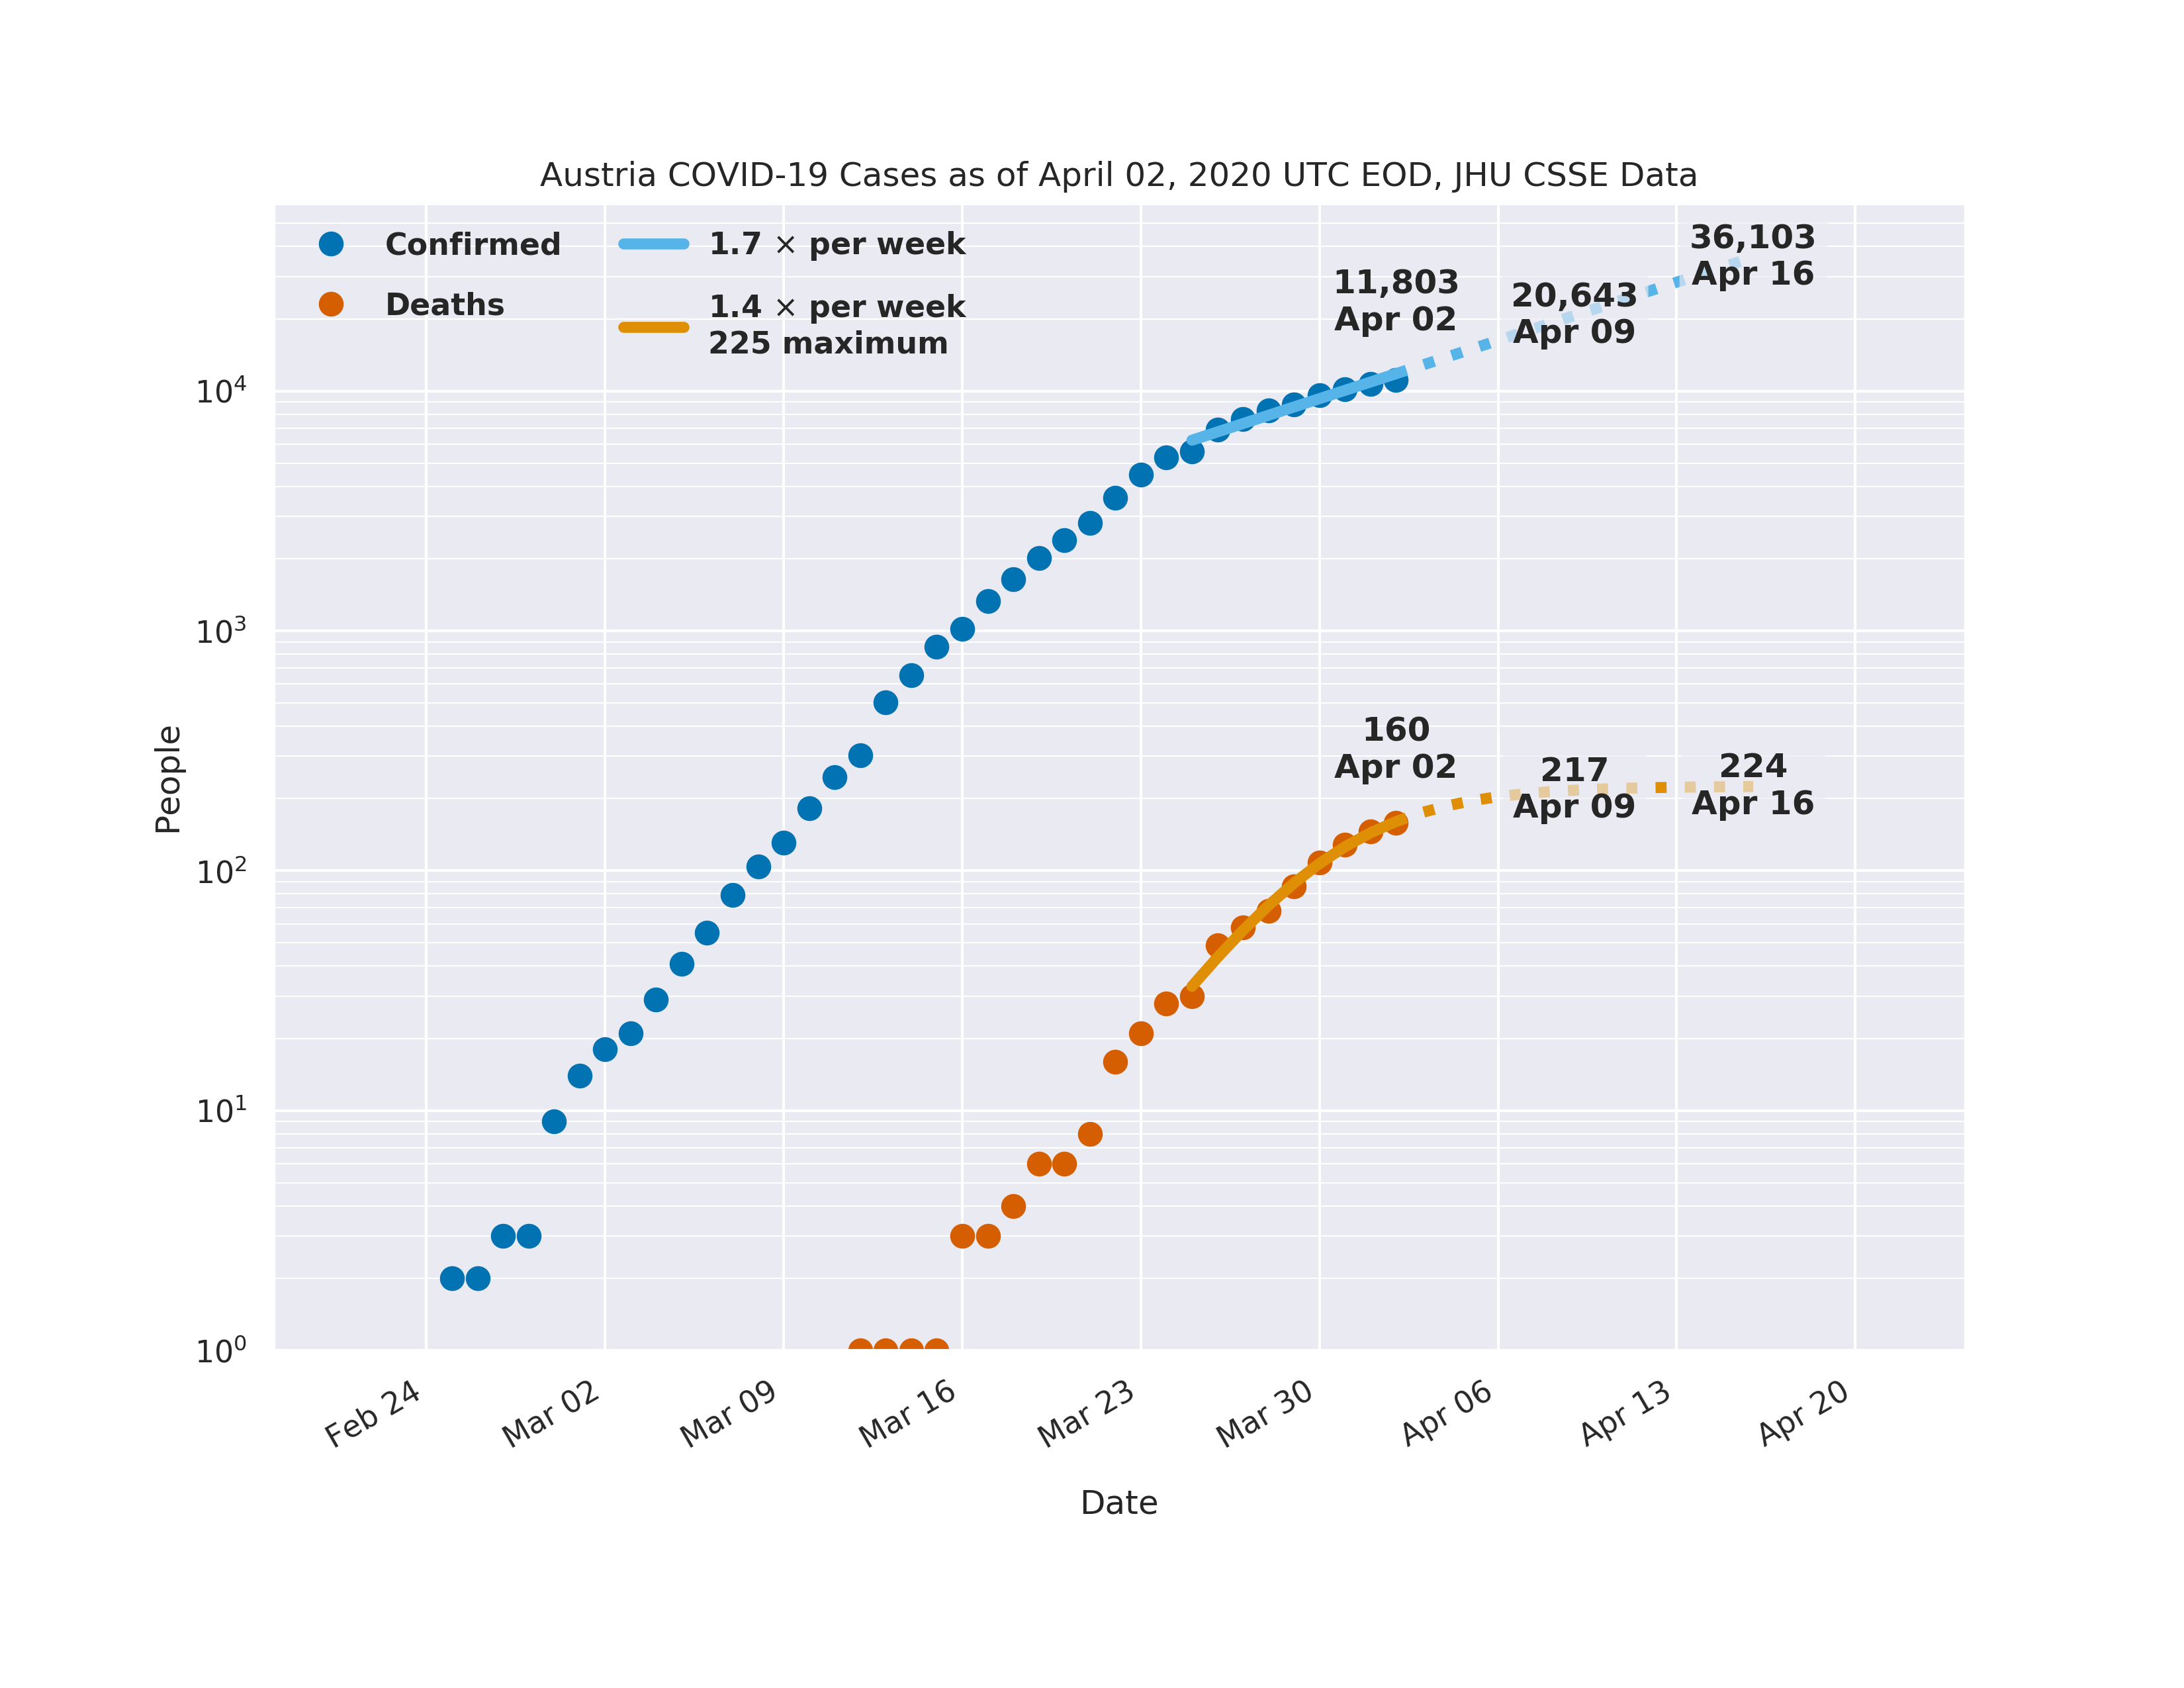 Austria COVID-19 Cases as of April 02, 2020 UTC EOD, JHU CSSE Data
Confirmed
Deaths
1.7 × per week
1.4 × per week
225 maximum
11,803
Apr 02
20,643
Apr 09
36,103
Apr 16
160
Apr 02
217
Apr 09
224
Apr 16
People
10⁴
10³
10²
10¹
10⁰
Feb 24
Mar 02
Mar 09
Mar 16
Mar 23
Mar 30
Apr 06
Apr 13
Apr 20
Date